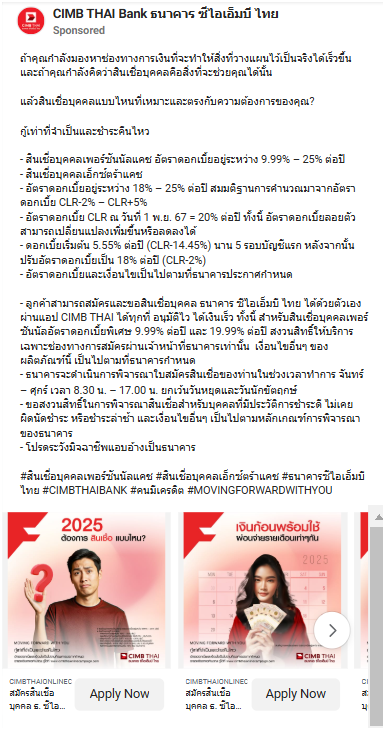 CIMB THAI Bank ธนาคาร ซีไอเอ็มบี ไทย
Sponsored
ถ้าคุณกำลังมองหาช่องทางการเงินที่จะทำให้สิ่งที่วางแผนไว้เป็นจริงได้เร็วขึ้น
และถ้าคุณกำลังคิดว่าสินเชื่อบุคคลคือสิ่งที่จะช่วยคุณได้นั้น
แล้วสินเชื่อบุคคลแบบไหนที่เหมาะและตรงกับความต้องการของคุณ?
กู้เท่าที่จำเป็นและชำระคืนไหว
- สินเชื่อบุคคลเพอร์ซันนัลแคช อัตราดอกเบี้ยอยู่ระหว่าง 9.99% – 25% ต่อปี
- สินเชื่อบุคคลเอ็กซ์ตร้าแคช
- อัตราดอกเบี้ยอยู่ระหว่าง 18% – 25% ต่อปี สมมติฐานการคำนวณมาจากอัตรา
ดอกเบี้ย CLR-2% – CLR+5%
- อัตราดอกเบี้ย CLR ณ วันที่ 1 พ.ย. 67 = 20% ต่อปี ทั้งนี้ อัตราดอกเบี้ยลอยตัว
สามารถเปลี่ยนแปลงเพิ่มขึ้นหรือลดลงได้
- ดอกเบี้ยเริ่มต้น 5.55% ต่อปี (CLR-14.45%) นาน 5 รอบบัญชีแรก หลังจากนั้น
ปรับอัตราดอกเบี้ยเป็น 18% ต่อปี (CLR-2%)
- อัตราดอกเบี้ยและเงื่อนไขเป็นไปตามที่ธนาคารประกาศกำหนด
- ลูกค้าสามารถสมัครและขอสินเชื่อบุคคล ธนาคาร ซีไอเอ็มบี ไทย ได้ด้วยตัวเอง
ผ่านแอป CIMB THAI ได้ทุกที่ อนุมัติไว ได้เงินเร็ว ทั้งนี้ สำหรับสินเชื่อบุคคลเพอร์
ซันนัลอัตราดอกเบี้ยพิเศษ 9.99% ต่อปี และ 19.99% ต่อปี สงวนสิทธิ์ให้บริการ
เฉพาะช่องทางการสมัครผ่านเจ้าหน้าที่ธนาคารเท่านั้น เงื่อนไขอื่นๆ ของ
ผลิตภัณฑ์นี้ เป็นไปตามที่ธนาคารกำหนด
- ธนาคารจะดำเนินการพิจารณาใบสมัครสินเชื่อของท่านในช่วงเวลาทำการ จันทร์
– ศุกร์ เวลา 8.30 น. – 17.00 น. ยกเว้นวันหยุดและวันนักขัตฤกษ์
- ขอสงวนสิทธิ์ในการพิจารณาสินเชื่อสำหรับบุคคลที่มีประวัติการชำระดี ไม่เคย
ผิดนัดชำระ หรือชำระล่าช้า และเงื่อนไขอื่นๆ เป็นไปตามหลักเกณฑ์การพิจารณา
ของธนาคาร
- โปรดระวังมิจฉาชีพแอบอ้างเป็นธนาคาร
#สินเชื่อบุคคลเพอร์ซันนัลแคช #สินเชื่อบุคคลเอ็กซ์ตร้าแคช #ธนาคารซีไอเอ็มบี
ไทย #CIMBTHAIBANK #คนมีเครดิต #MOVINGFORWARDWITHYOU
2025
ต้องการ สินเชื่อ แบบไหน?
MOVING FORWARD WITH YOU
CIMB THAI
เงินก้อนพร้อมใช้
ผ่อนจ่ายรายเดือนเท่าๆกัน
2025
MOVING FORWARD WITH YOU
CIMB THAI
CIMBTHAIONLINEC
สมัครสินเชื่อ
บุคคล ธ. ซีไอ...
Apply Now
CIMBTHAIONLINEC
สมัครสินเชื่อ
บุคคล ธ. ซีไอ...
Apply Now